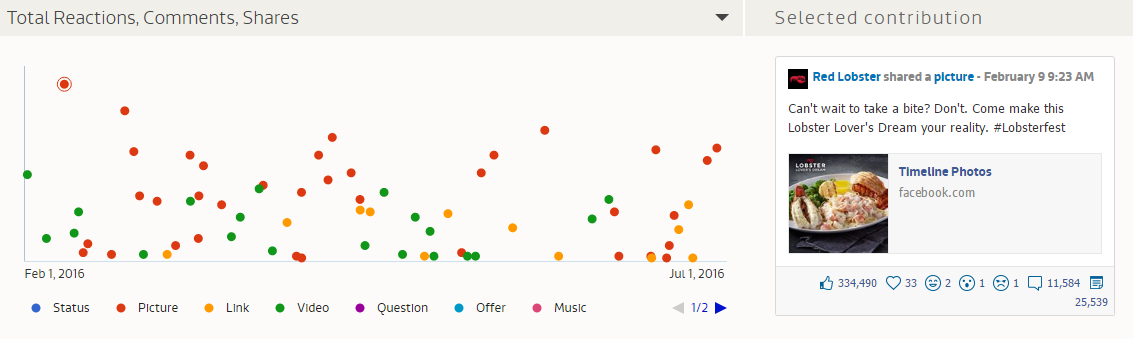 Total Reactions, Comments, Shares
Selected contribution
Feb 1, 2016
Jul 1, 2016
Status
Picture
Link
Video
Question
Offer
Music
1/2
Red Lobster shared a picture - February 9 9:23 AM
Can't wait to take a bite? Don't. Come make this
Lobster Lover's Dream your reality. #Lobsterfest
LOBSTER
LOVER'S DREAM
Timeline Photos
facebook.com
334,490 33 2 1 1 11,584
25,539